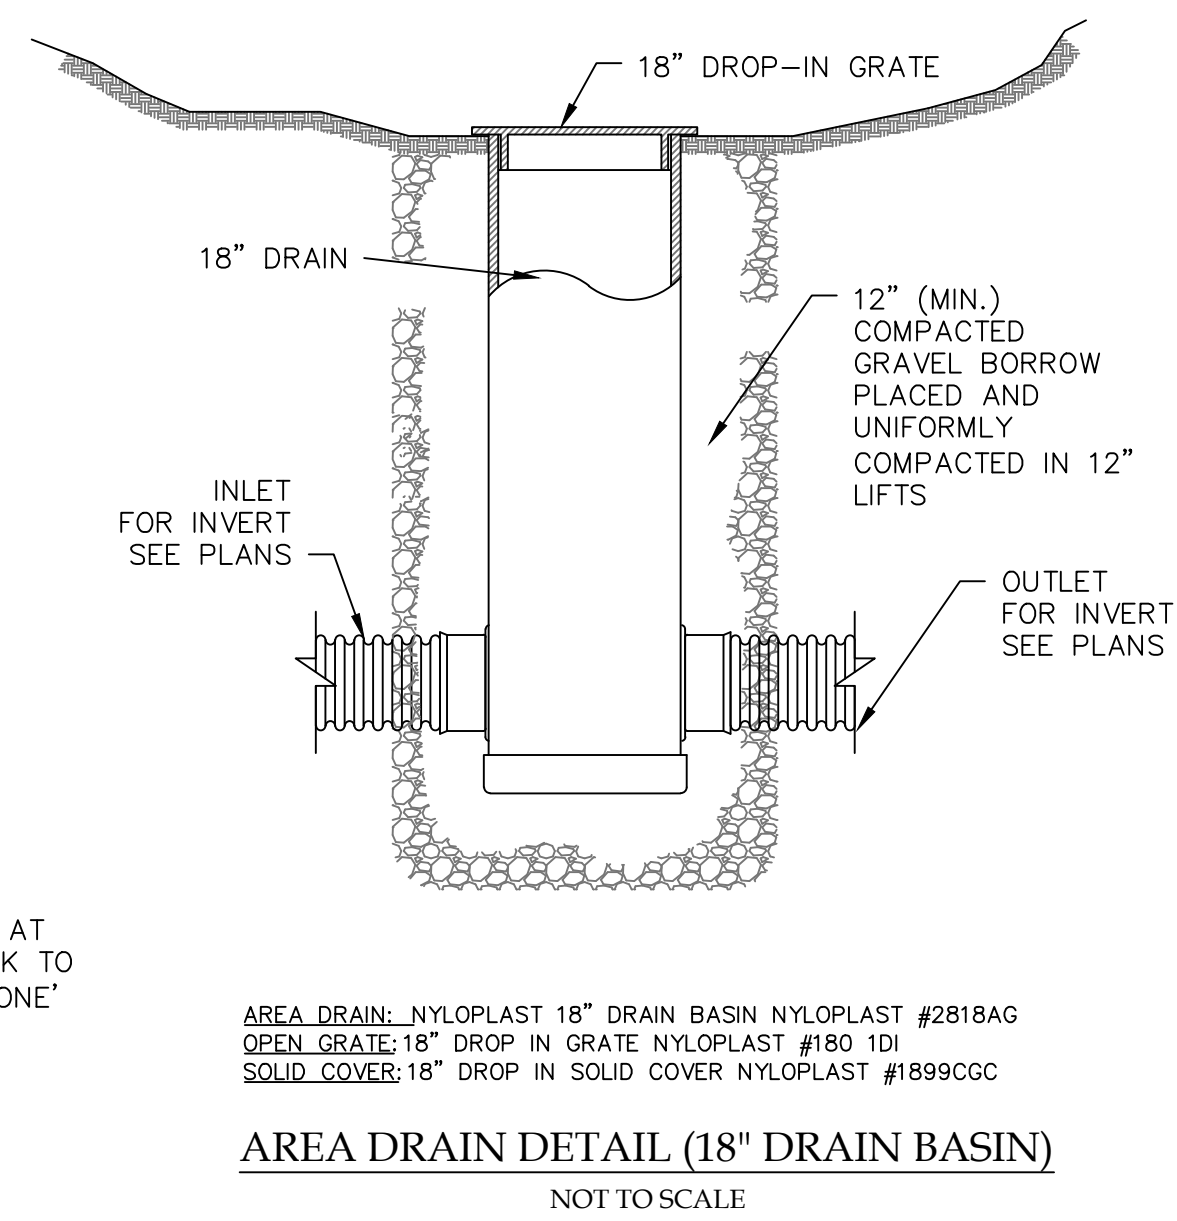 18” DROP-IN GRATE
18” DRAIN
12” (MIN.)
COMPACTED
GRAVEL BORROW
PLACED AND
UNIFORMLY
COMPACTED IN 12”
LIFTS
INLET
FOR INVERT
SEE PLANS
OUTLET
FOR INVERT
SEE PLANS
AT
K TO
ONE’
AREA DRAIN: NYLOPLAST 18” DRAIN BASIN NYLOPLAST #2818AG
OPEN GRATE: 18” DROP IN GRATE NYLOPLAST #180 1DI
SOLID COVER: 18” DROP IN SOLID COVER NYLOPLAST #1899CGC
AREA DRAIN DETAIL (18" DRAIN BASIN)
NOT TO SCALE